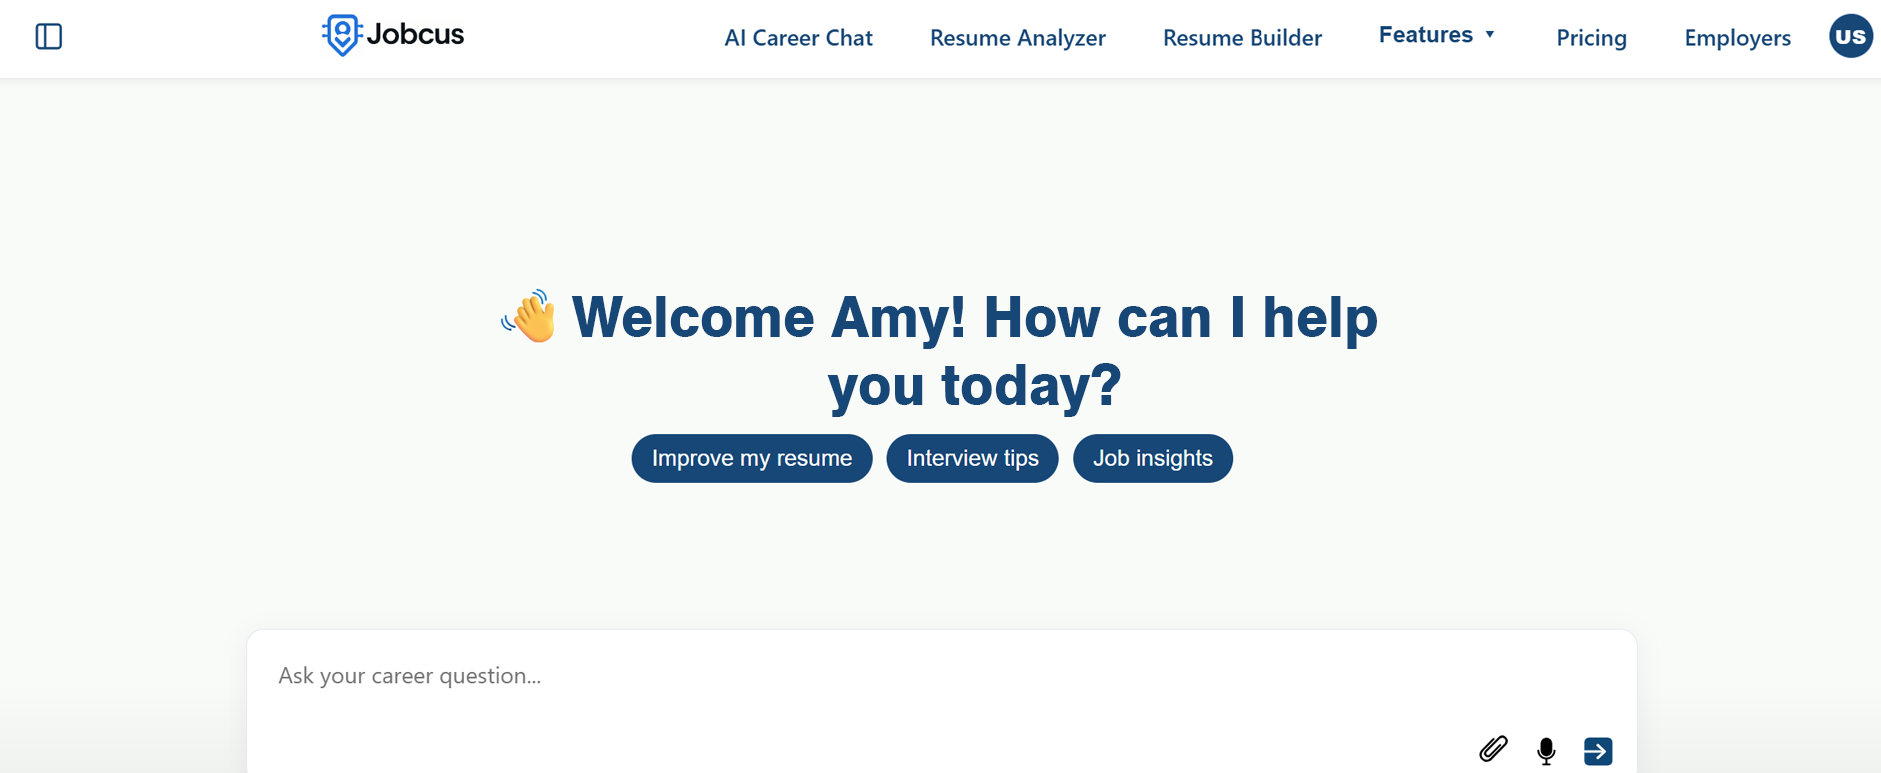 Jobcus
AI Career Chat
Resume Analyzer
Resume Builder
Features
Pricing
Employers
US
Welcome Amy! How can I help
you today?
Improve my resume
Interview tips
Job insights
Ask your career question...